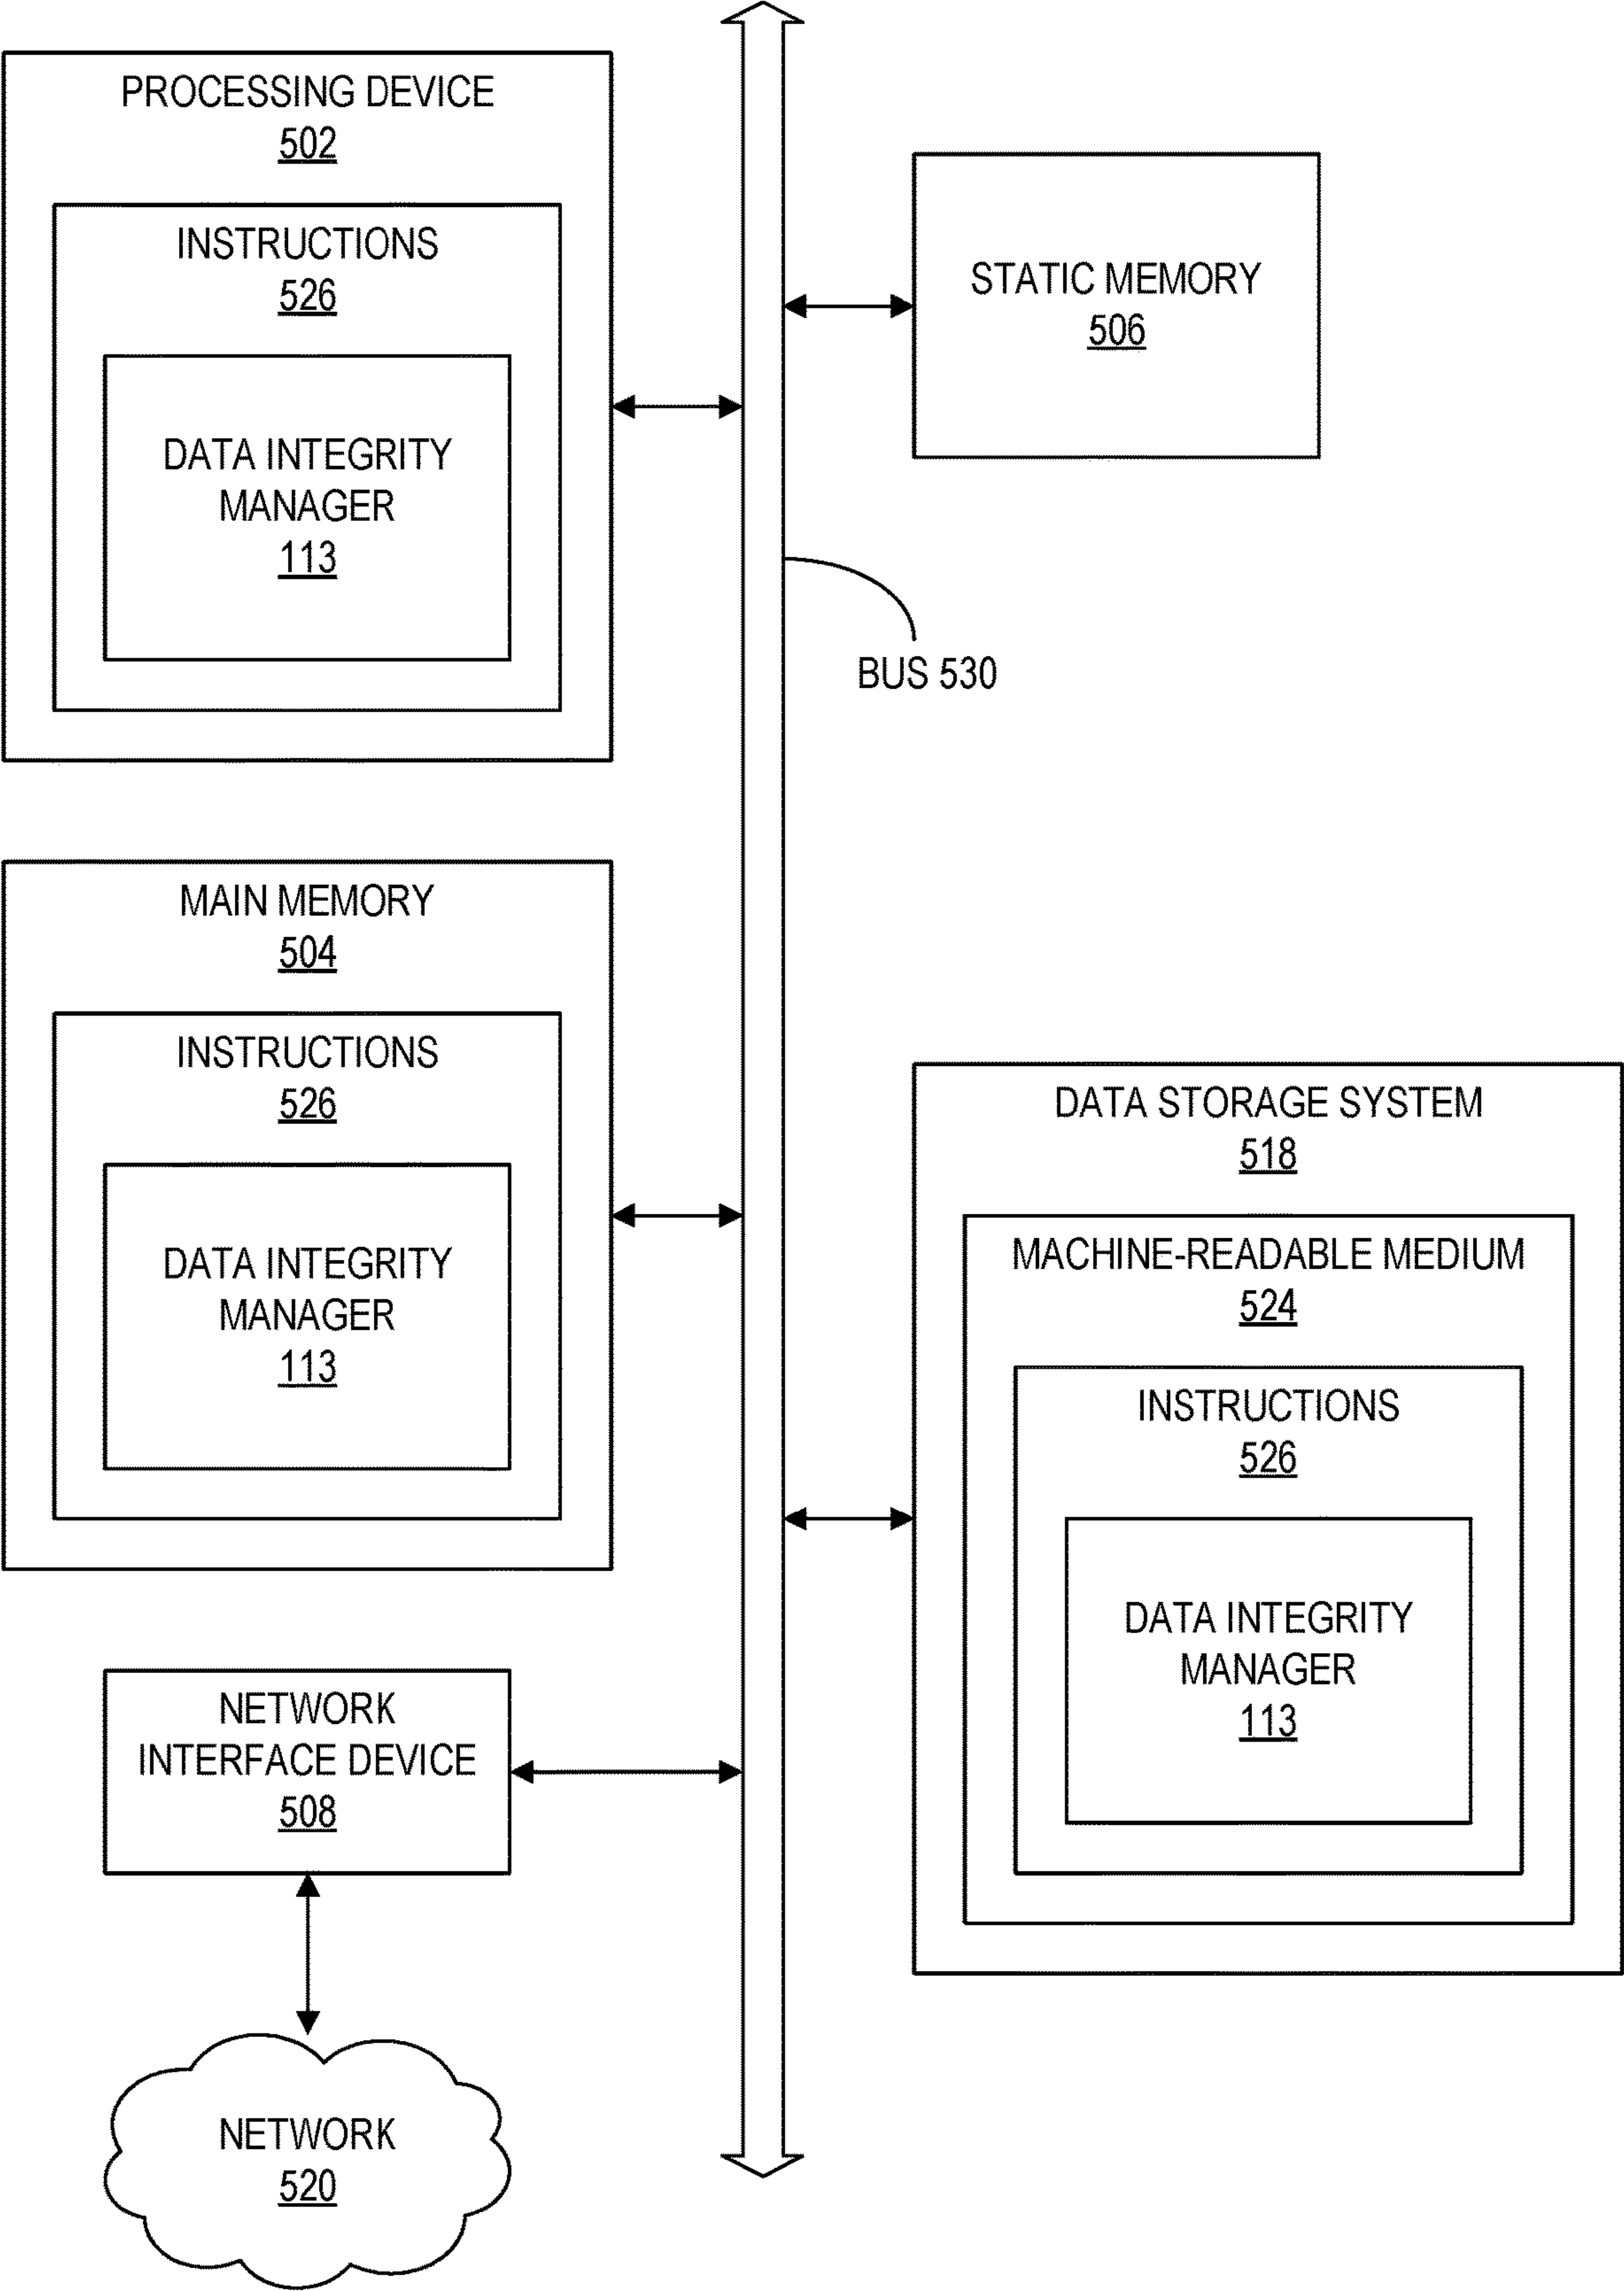 PROCESSING DEVICE
502
INSTRUCTIONS
526
DATA INTEGRITY
MANAGER
113
STATIC MEMORY
506
BUS 530
MAIN MEMORY
504
INSTRUCTIONS
526
DATA INTEGRITY
MANAGER
113
DATA STORAGE SYSTEM
518
MACHINE-READABLE MEDIUM
524
INSTRUCTIONS
526
DATA INTEGRITY
MANAGER
113
NETWORK
INTERFACE DEVICE
508
NETWORK
520